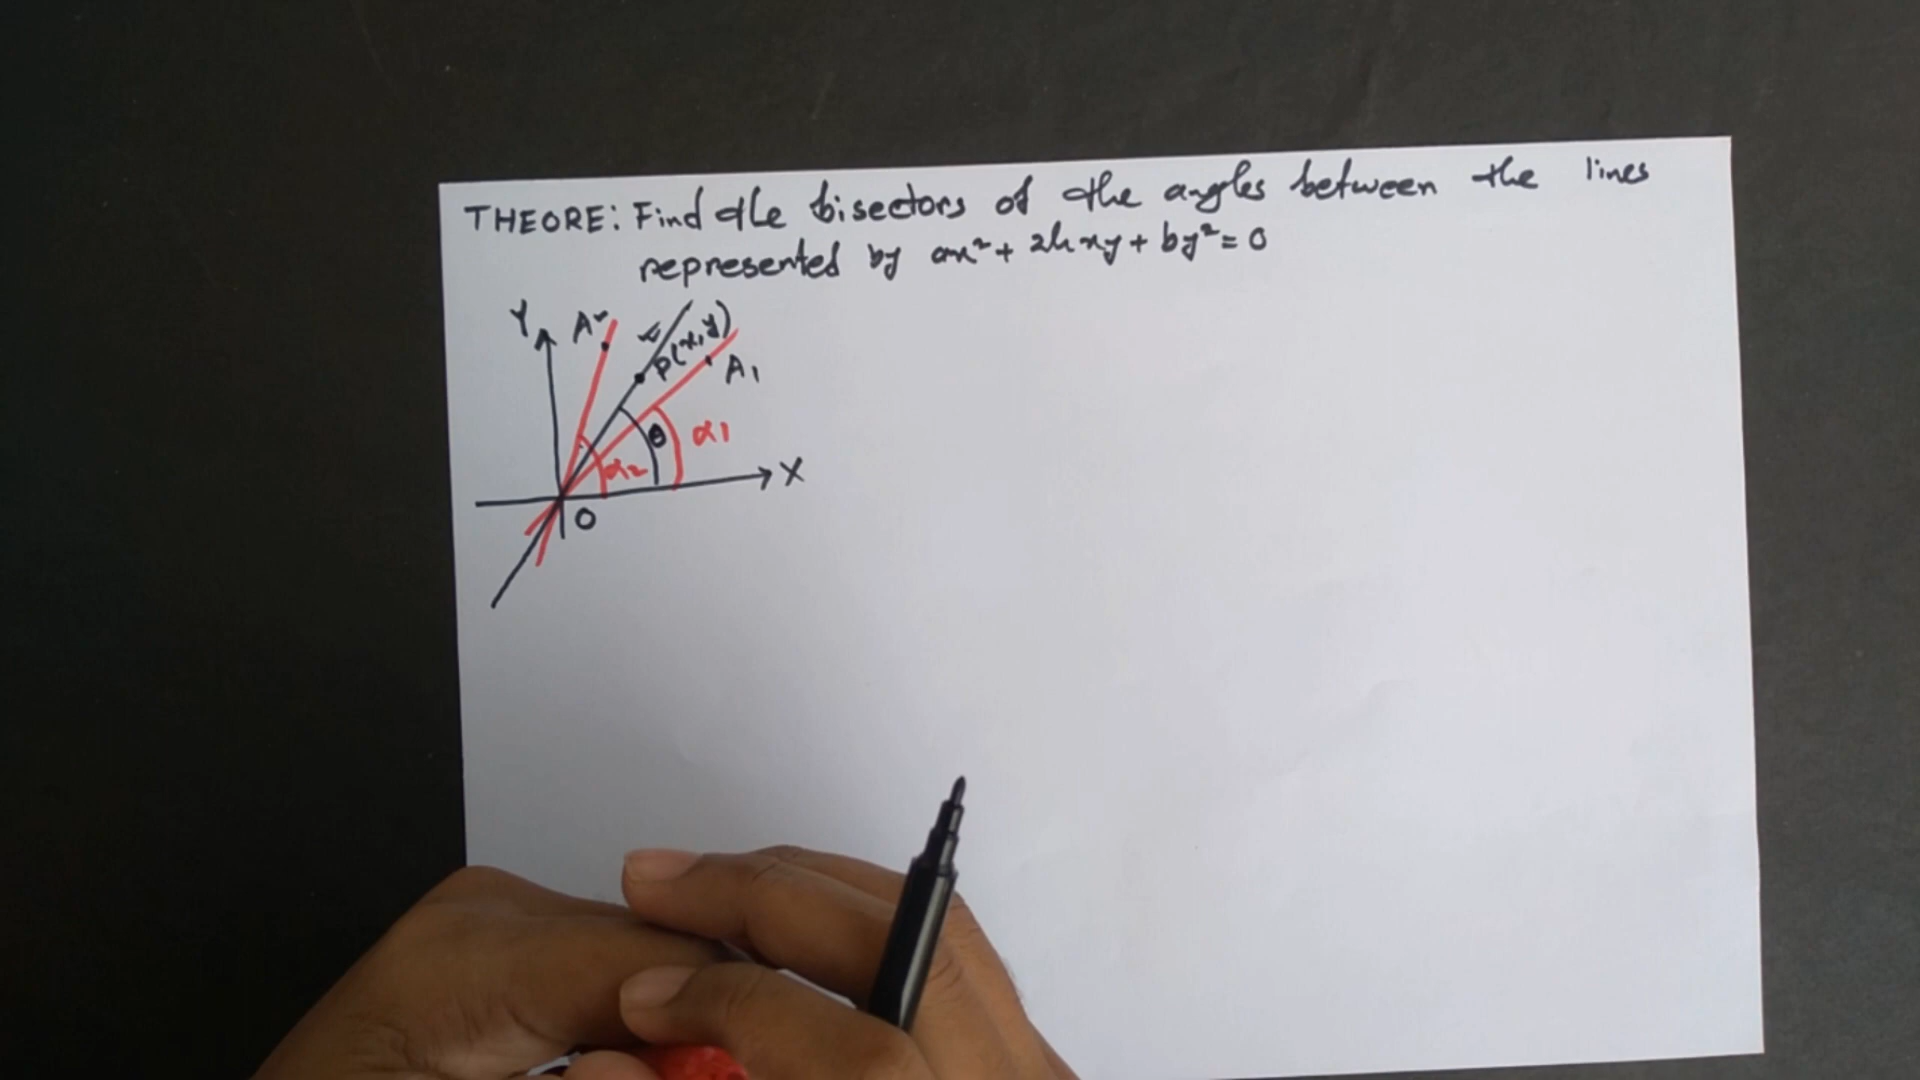 THEORE: Find the bisectors of the angles between the lines
represented by ax²+ 2hxy + by² = 0
Y
A₂
P(x,y)
A₁
θ
α₁
α₂
X
O